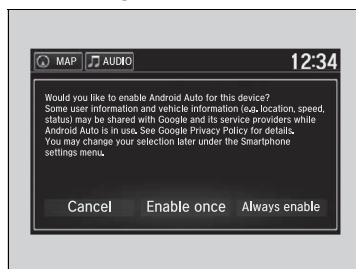 MAP AUDIO 12:34
Would you like to enable Android Auto for this device?
Some user information and vehicle information (e.g. location, speed,
status) may be shared with Google and its service providers while
Android Auto is in use. See Google Privacy Policy for details.
You may change your selection later under the Smartphone
settings menu.
Cancel Enable once Always enable